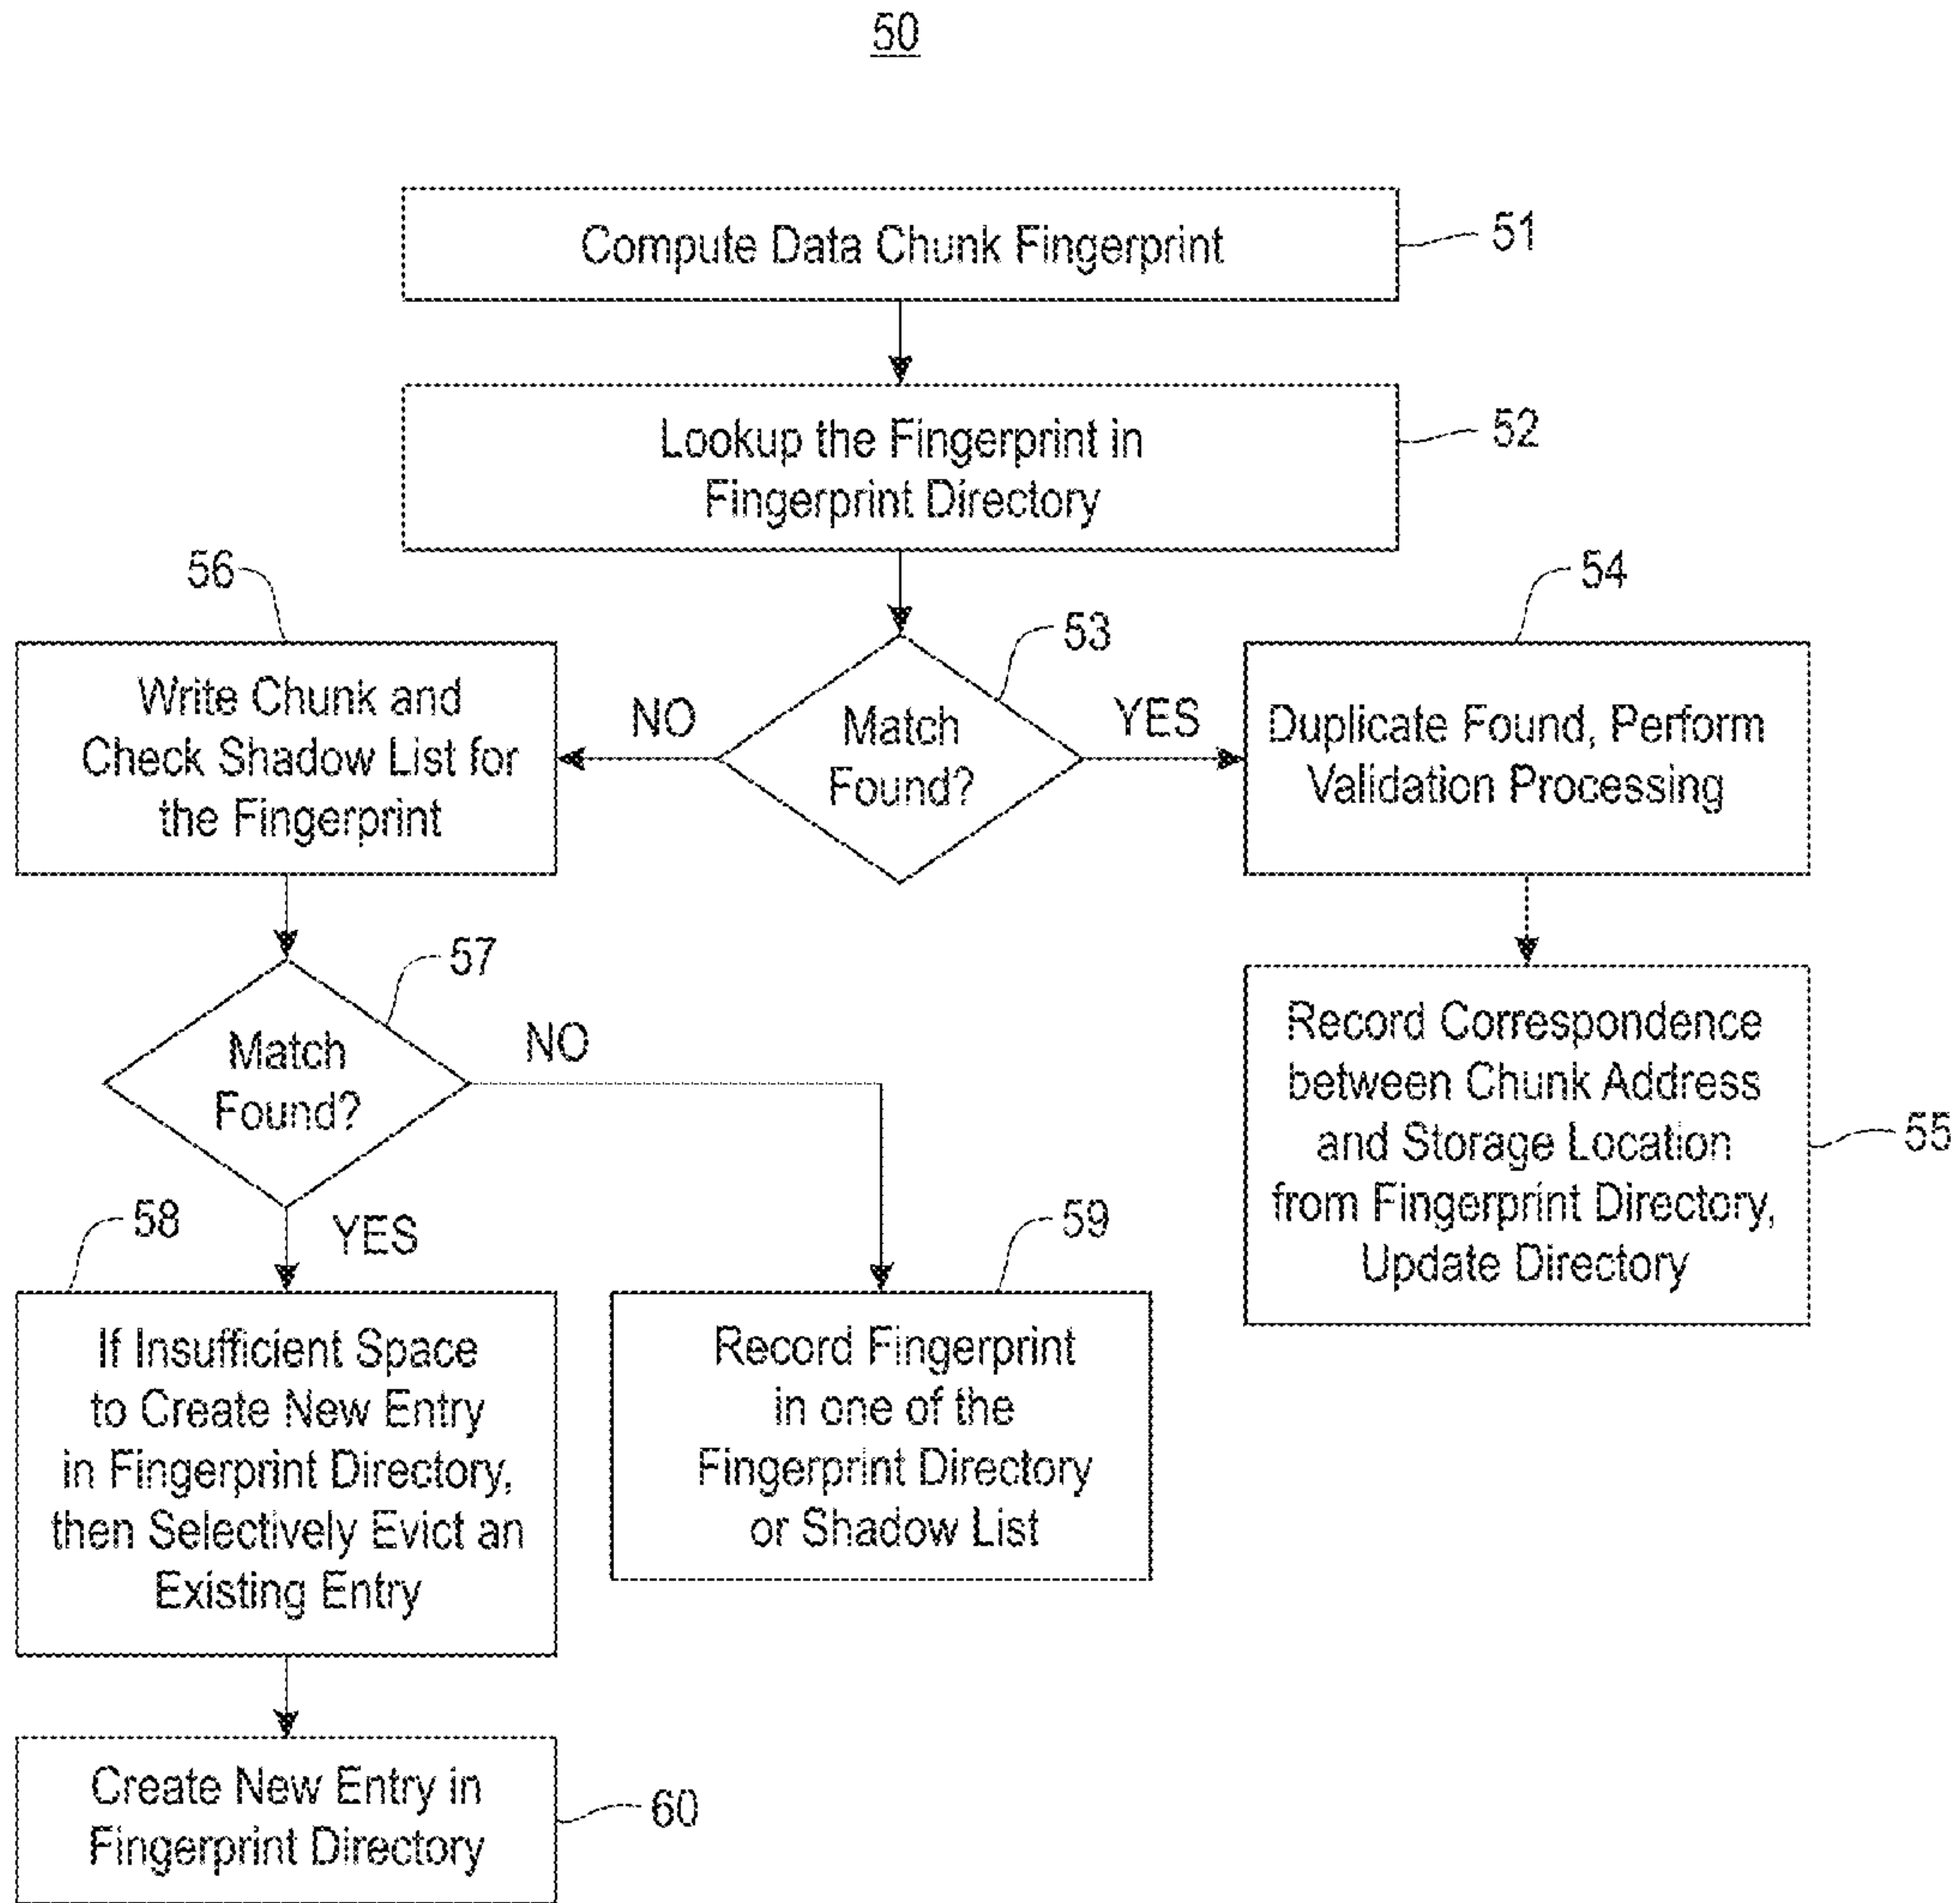 50
Compute Data Chunk Fingerprint
51
Lookup the Fingerprint in
Fingerprint Directory
52
56
Write Chunk and
Check Shadow List for
the Fingerprint
NO
Match
Found?
53
YES
54
Duplicate Found, Perform
Validation Processing
Record Correspondence
between Chunk Address
and Storage Location
from Fingerprint Directory,
Update Directory
55
57
Match
Found?
NO
YES
58
If Insufficient Space
to Create New Entry
in Fingerprint Directory,
then Selectively Evict an
Existing Entry
59
Record Fingerprint
in one of the
Fingerprint Directory
or Shadow List
Create New Entry in
Fingerprint Directory
60